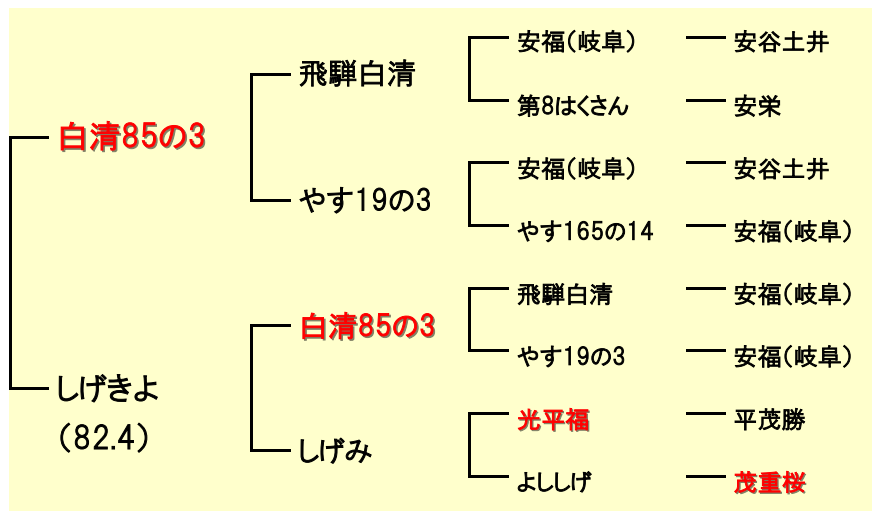 白清85の3
しげきよ
（82.4）
飛騨白清
やす19の3
白清85の3
しげみ
安福（岐阜）
第8はくさん
安福（岐阜）
やす165の14
飛騨白清
やす19の3
光平福
よししげ
安谷土井
安栄
安谷土井
安福（岐阜）
安福（岐阜）
安福（岐阜）
平茂勝
茂重桜